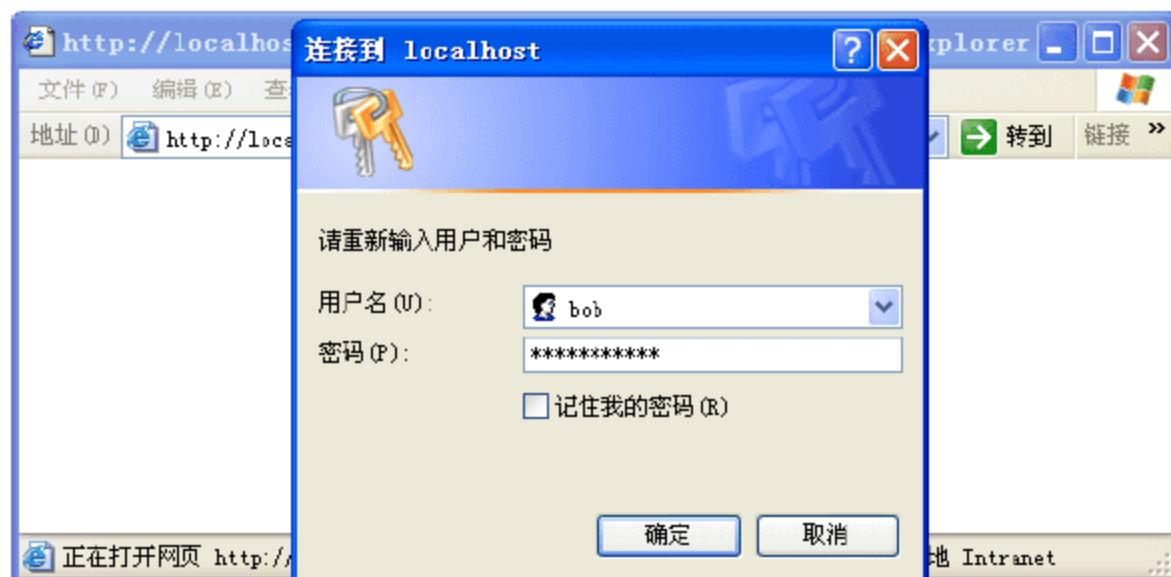 http://localhos
连接到 localhost
xplorer
文件(F) 编辑(E) 查
地址(D) http://loca
转到 链接 »
请重新输入用户和密码
用户名(U): bob
密码(P): ***********
记住我的密码(R)
确定 取消
正在打开网页 http:/
地 Intranet